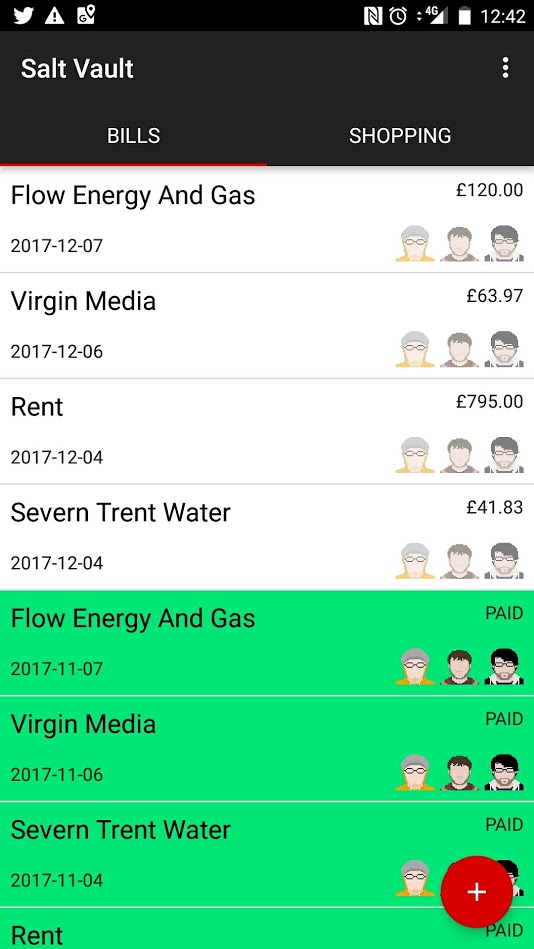 4G 12:42
Salt Vault
BILLS SHOPPING
Flow Energy And Gas £120.00
2017-12-07
Virgin Media £63.97
2017-12-06
Rent £795.00
2017-12-04
Severn Trent Water £41.83
2017-12-04
Flow Energy And Gas PAID
2017-11-07
Virgin Media PAID
2017-11-06
Severn Trent Water PAID
2017-11-04
+
Rent PAID